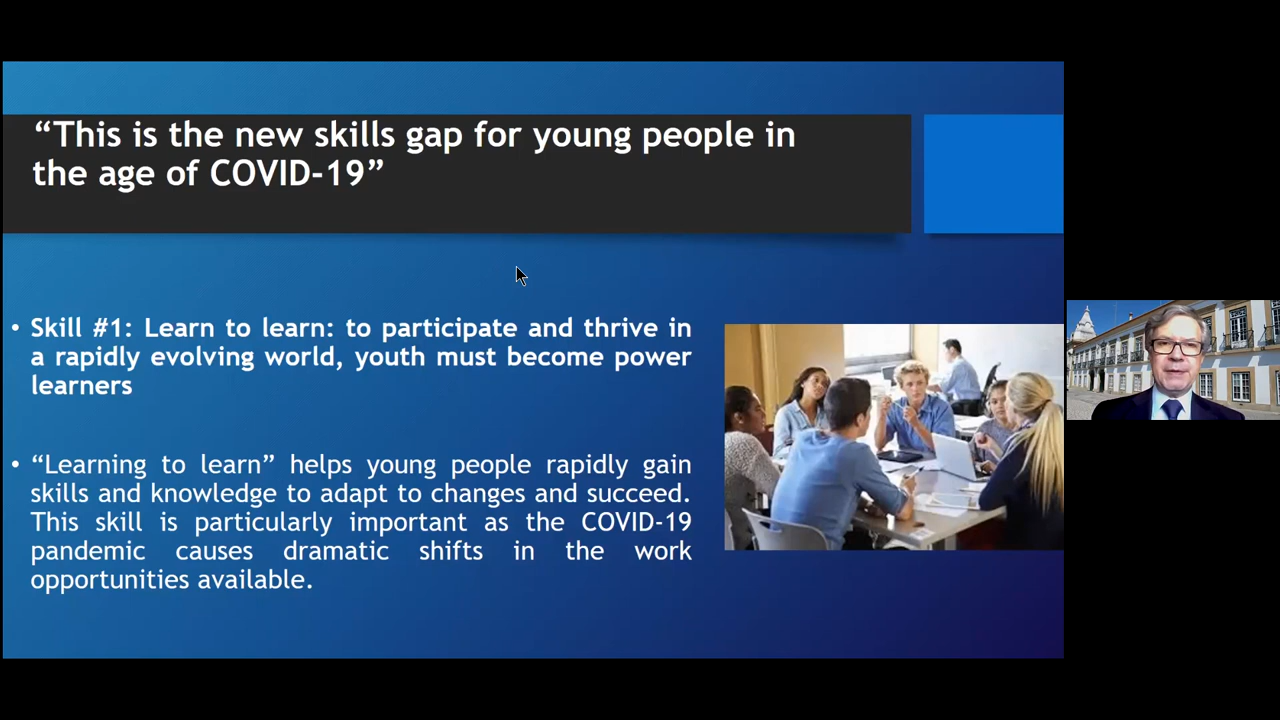 “This is the new skills gap for young people in
the age of COVID-19”
• Skill #1: Learn to learn: to participate and thrive in
a rapidly evolving world, youth must become power
learners
• “Learning to learn” helps young people rapidly gain
skills and knowledge to adapt to changes and succeed.
This skill is particularly important as the COVID-19
pandemic causes dramatic shifts in the work
opportunities available.